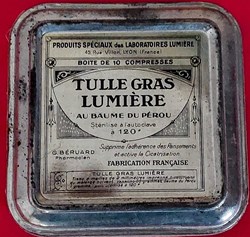 PRODUITS SPÉCIAUX des LABORATOIRES LUMIÈRE
45 Rue Villon, LYON (France)
BOITE DE 10 COMPRESSES
TULLE GRAS
LUMIÈRE
AU BAUME DU PÉROU
Stérilisé à l'autoclave
à 120°
Supprime l'adhérence des Pansements
et active la Cicatrisation.
G. BÉRUARD
Pharmacien
FABRICATION FRANÇAISE
TULLE GRAS LUMIÈRE